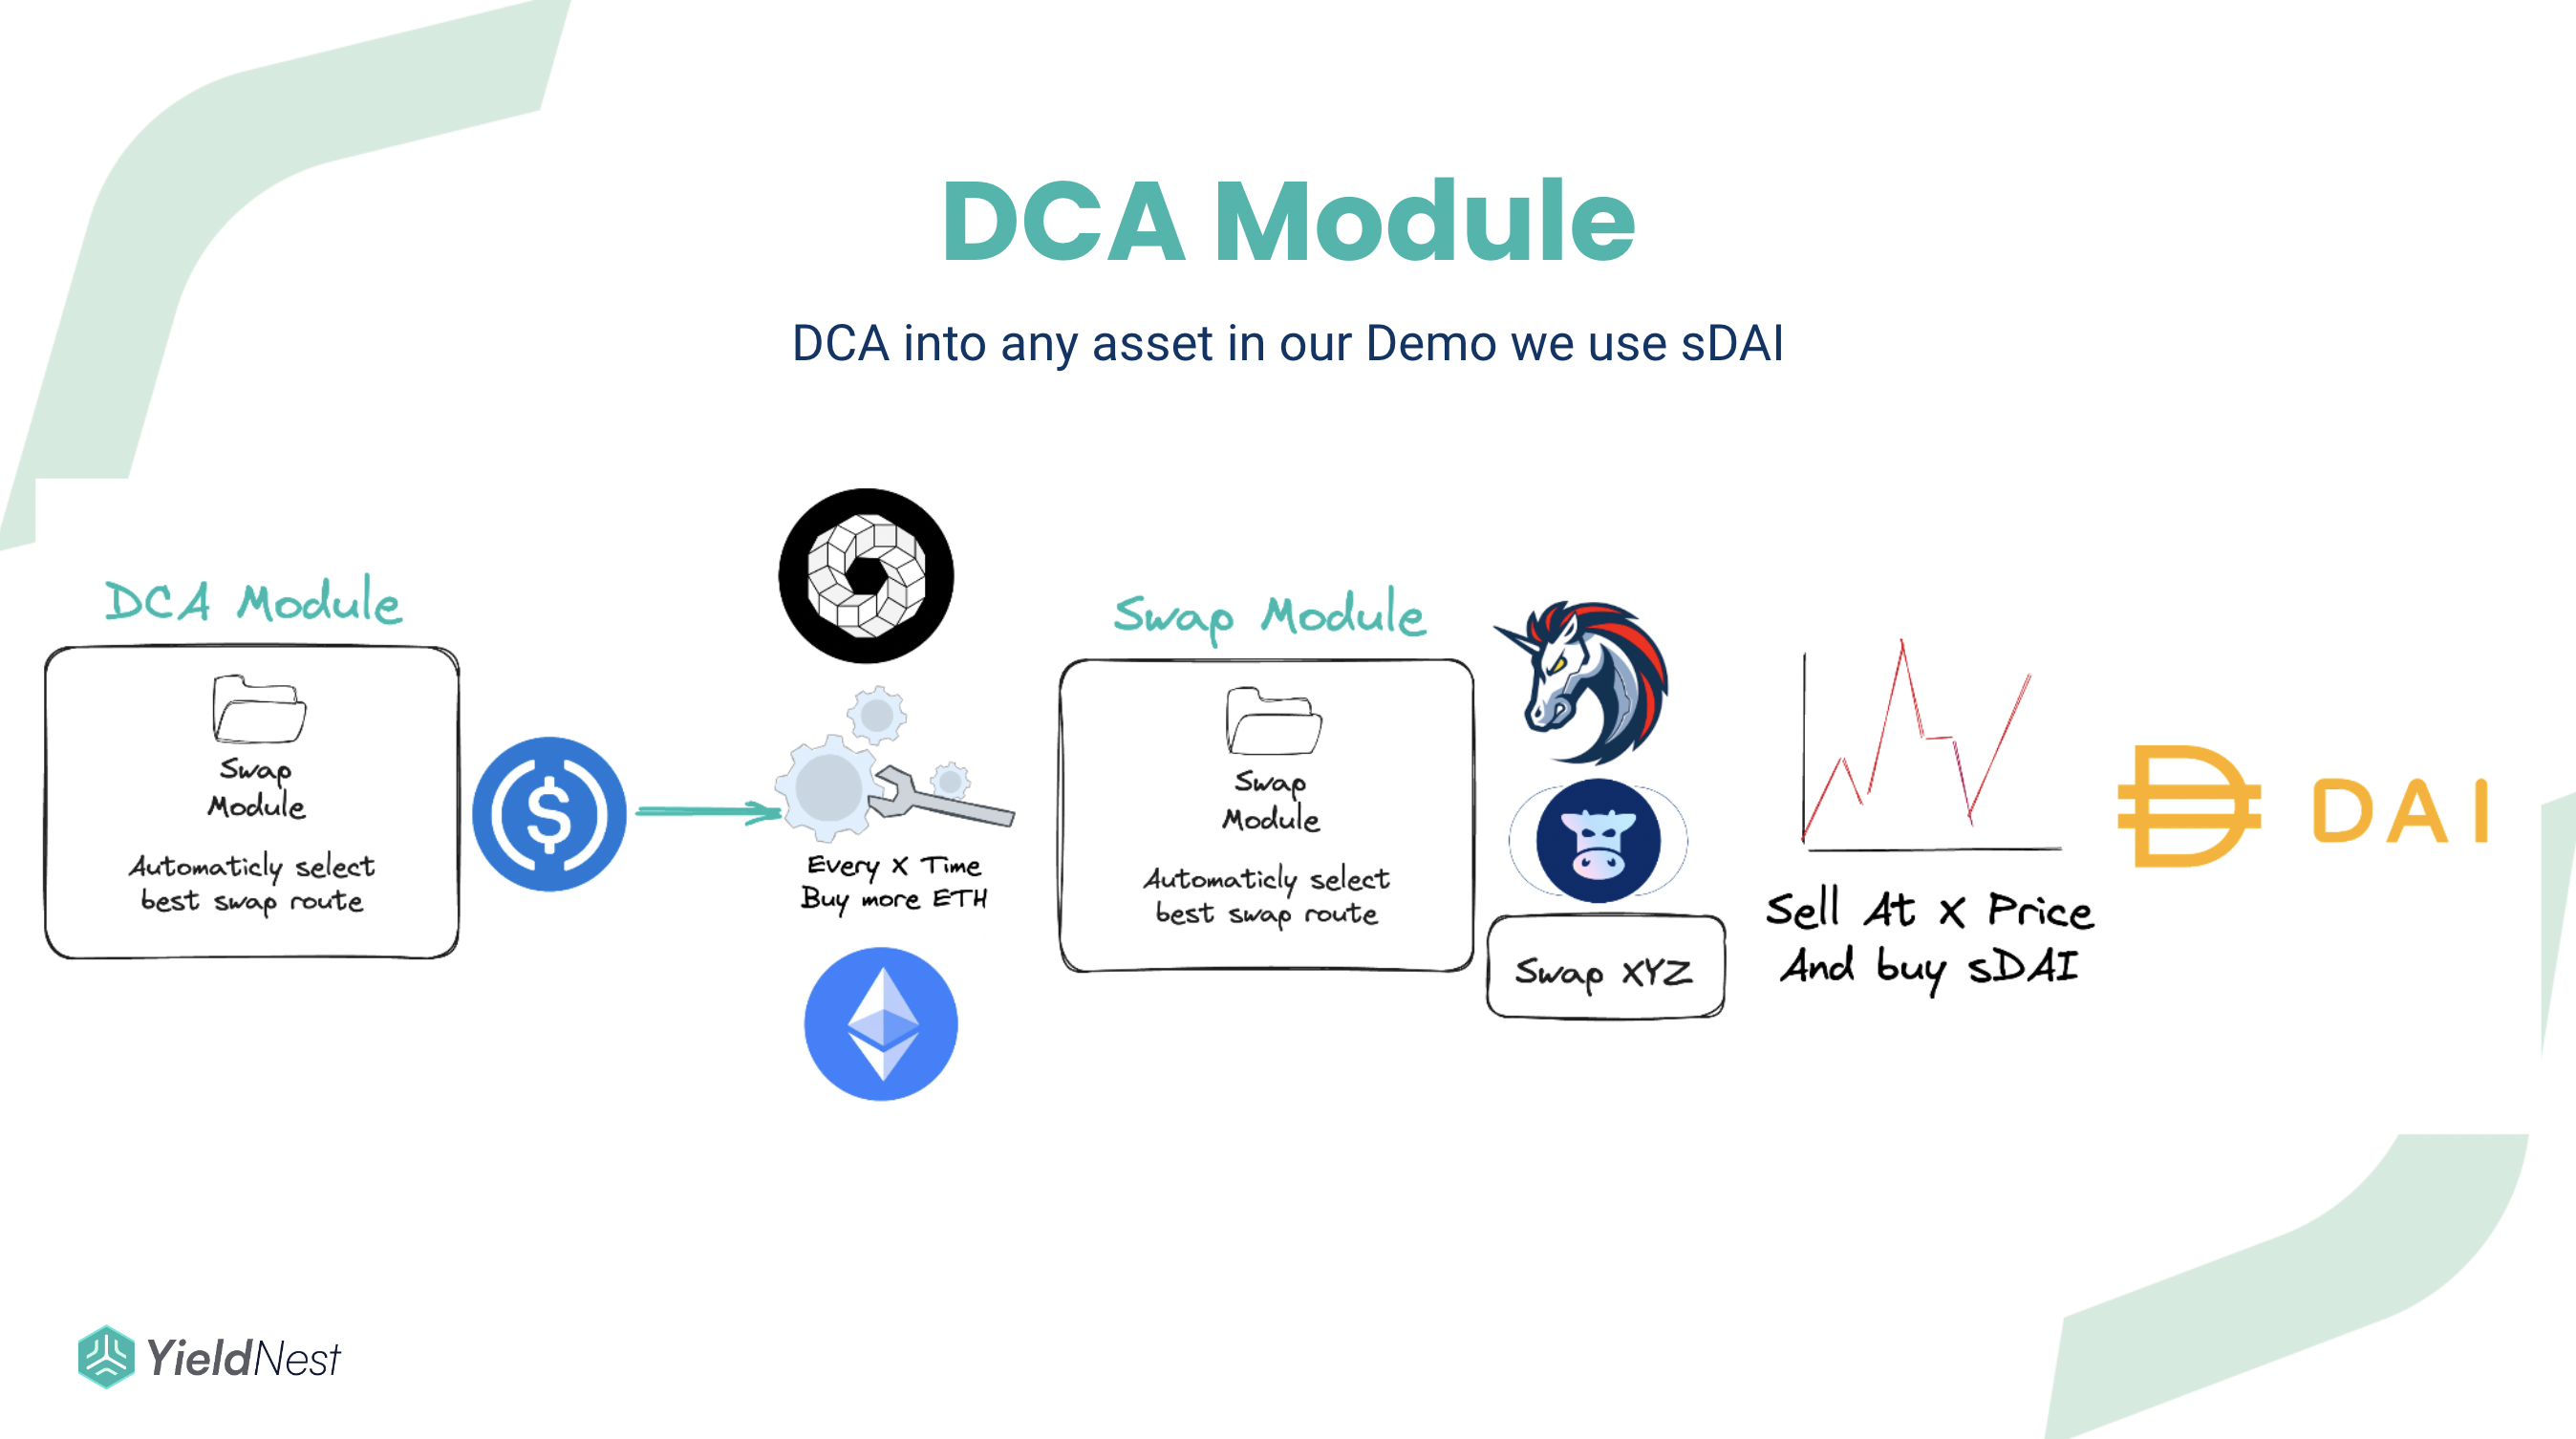 DCA Module
DCA into any asset in our Demo we use sDAI
DCA Module
Swap
Module
Automaticly select
best swap route
Every X Time
Buy more ETH
Swap Module
Swap
Module
Automaticly select
best swap route
Swap XYZ
Sell At X Price
And buy sDAI
DAI
YieldNest